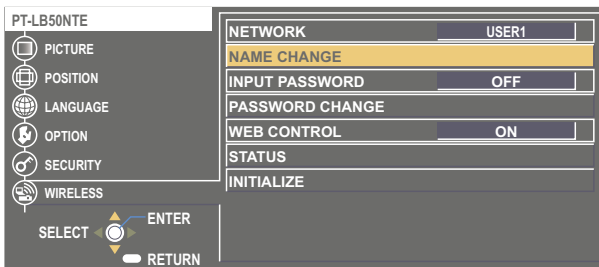 PT-LB50NTE
PICTURE
POSITION
LANGUAGE
OPTION
SECURITY
WIRELESS
SELECT
ENTER
RETURN
NETWORK USER1
NAME CHANGE
INPUT PASSWORD OFF
PASSWORD CHANGE
WEB CONTROL ON
STATUS
INITIALIZE